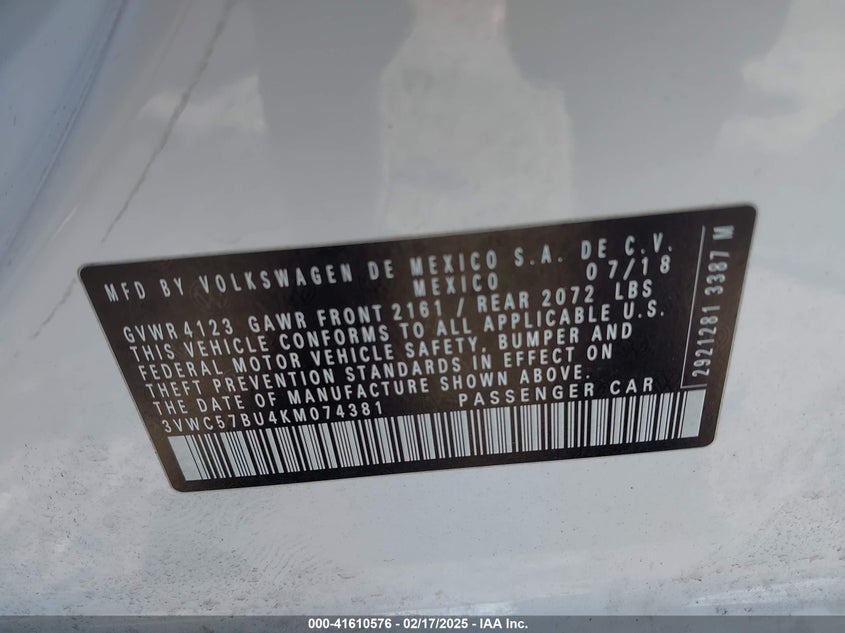 MFD BY VOLKSWAGEN DE MEXICO S.A. DE C.V.
MEXICO 07/18
GVWR 4123 GAWR FRONT 2161 / REAR 2072 LBS
THIS VEHICLE CONFORMS TO ALL APPLICABLE U.S.
FEDERAL MOTOR VEHICLE SAFETY, BUMPER AND
THEFT PREVENTION STANDARDS IN EFFECT ON
THE DATE OF MANUFACTURE SHOWN ABOVE.
3VWC57BU4KM074381 PASSENGER CAR
2921281 3387 M
000-41610576 - 02/17/2025 - IAA Inc.